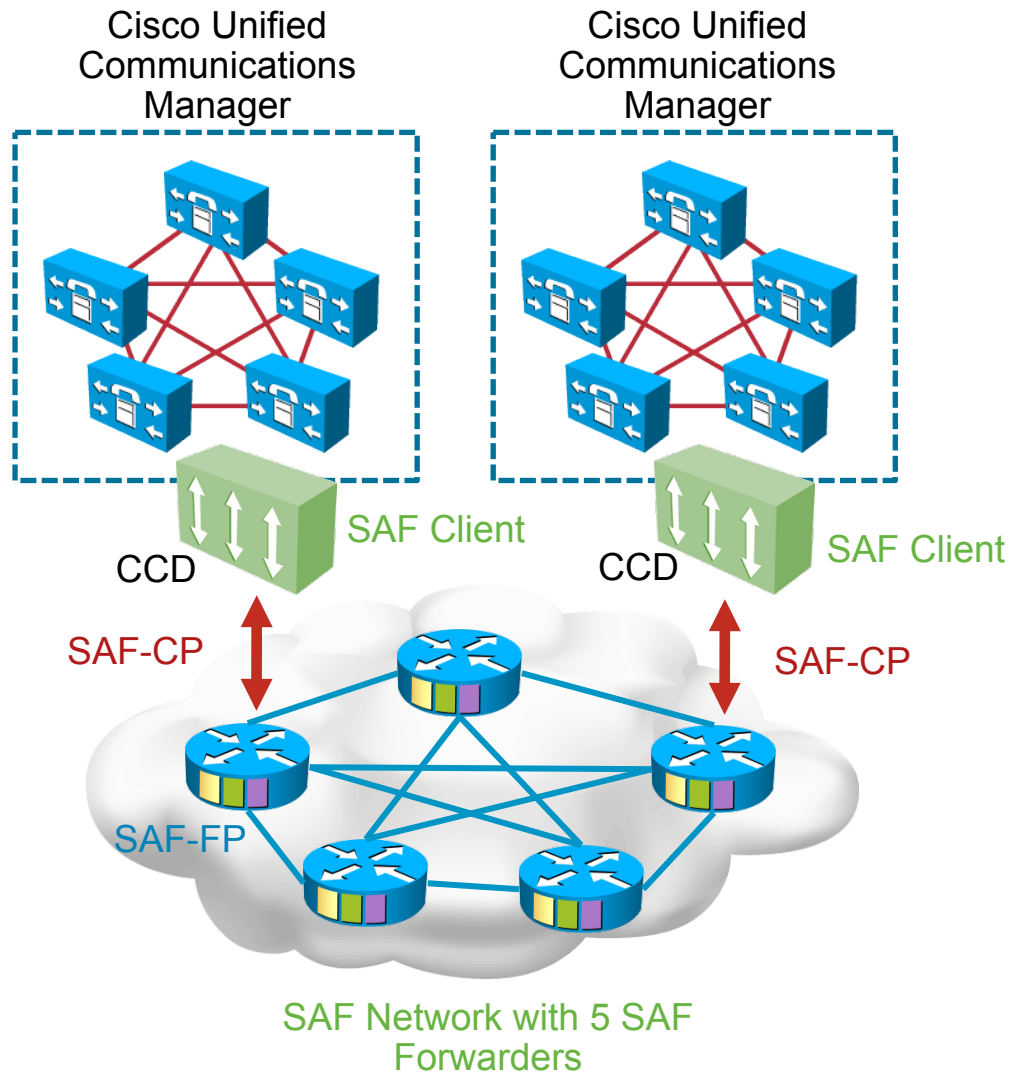 Cisco Unified
Communications
Manager
Cisco Unified
Communications
Manager
SAF Client
CCD
SAF Client
CCD
SAF-CP
SAF-CP
SAF-FP
SAF Network with 5 SAF
Forwarders